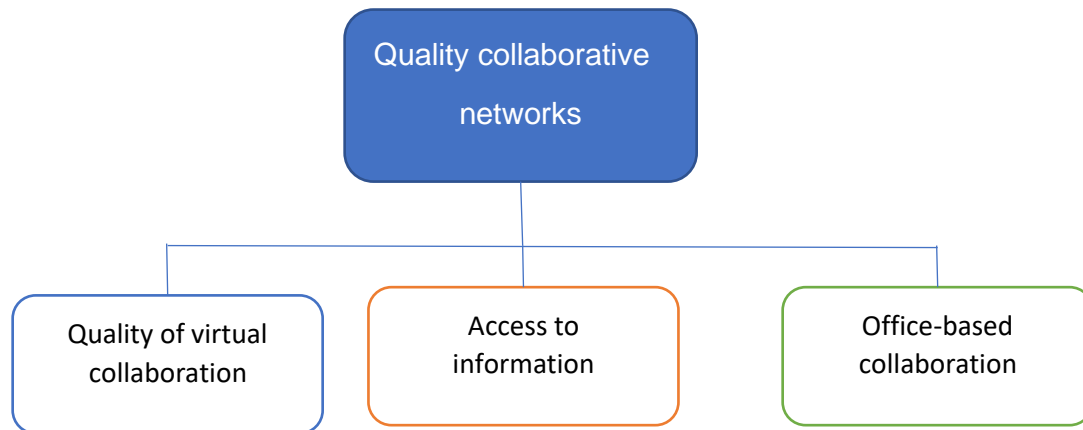 Quality collaborative
networks
Quality of virtual
collaboration
Access to
information
Office-based
collaboration